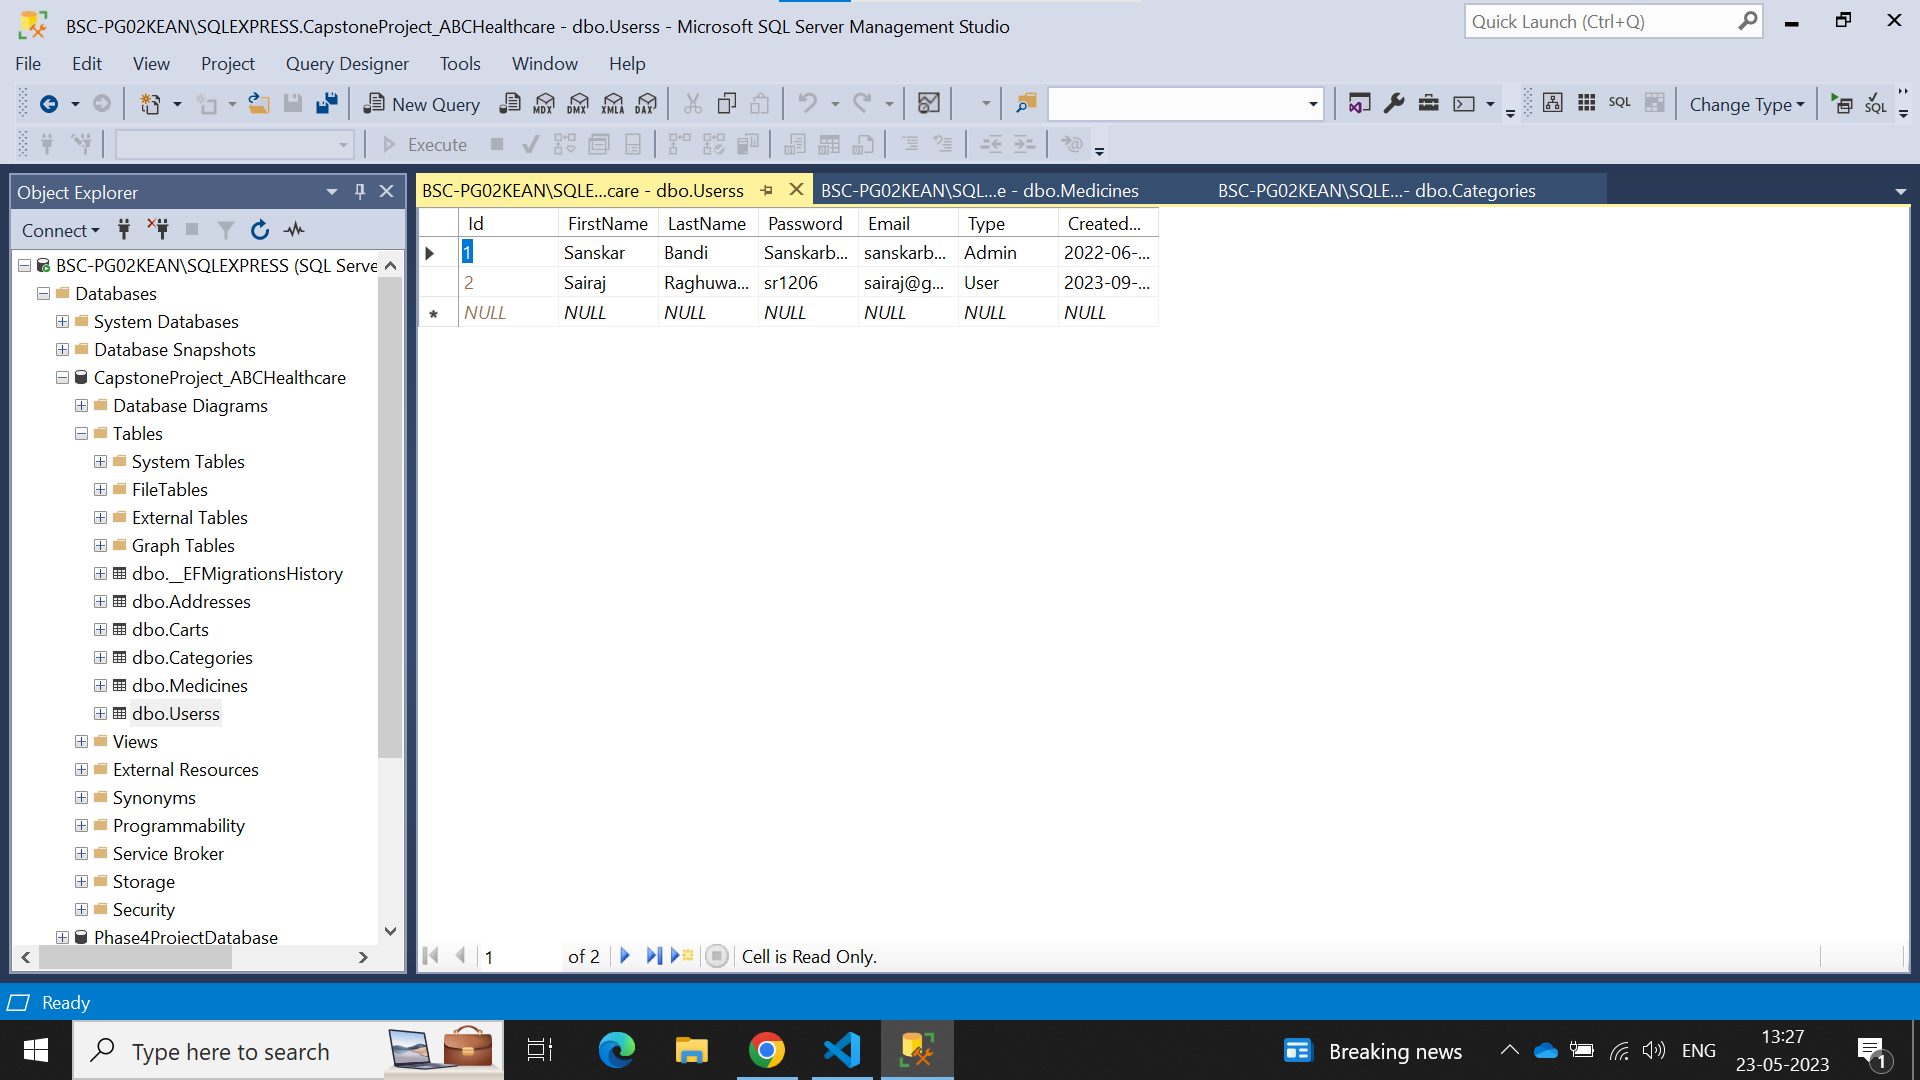 BSC-PG02KEAN\SQLEXPRESS.CapstoneProject_ABCHealthcare - dbo.Userss - Microsoft SQL Server Management Studio
Quick Launch (Ctrl+Q)
File Edit View Project Query Designer Tools Window Help
New Query MDX DMX XMLA DAX SQL Change Type SQL
Execute
Object Explorer
BSC-PG02KEAN\SQLE...care - dbo.Userss BSC-PG02KEAN\SQL...e - dbo.Medicines BSC-PG02KEAN\SQLE...- dbo.Categories
Connect
BSC-PG02KEAN\SQLEXPRESS (SQL Serve
Databases
System Databases
Database Snapshots
CapstoneProject_ABCHealthcare
Database Diagrams
Tables
System Tables
FileTables
External Tables
Graph Tables
dbo.__EFMigrationsHistory
dbo.Addresses
dbo.Carts
dbo.Categories
dbo.Medicines
dbo.Userss
Views
External Resources
Synonyms
Programmability
Service Broker
Storage
Security
Phase4ProjectDatabase
Id FirstName LastName Password Email Type Created...
1 Sanskar Bandi Sanskarb... sanskarb... Admin 2022-06-...
2 Sairaj Raghuwa... sr1206 sairaj@g... User 2023-09-...
NULL NULL NULL NULL NULL NULL NULL
1 of 2 Cell is Read Only.
Ready
Type here to search
Breaking news
ENG
13:27
23-05-2023
1